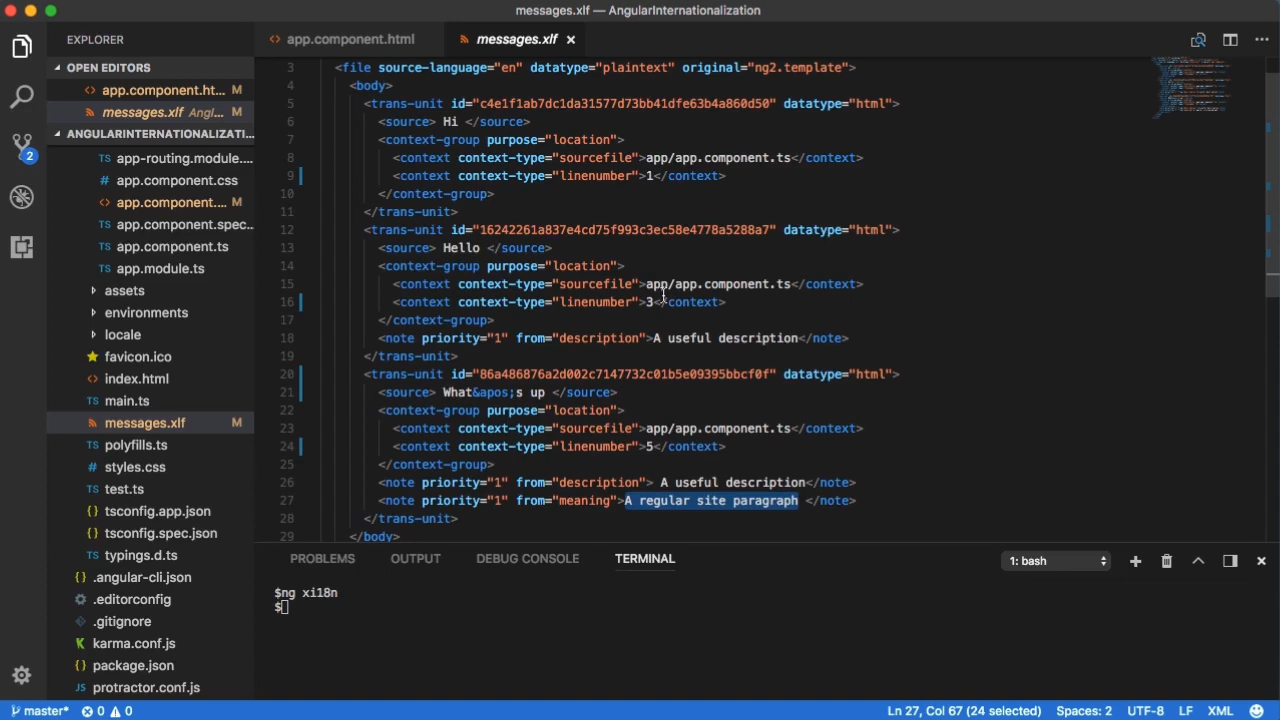 messages.xlf — AngularInternationalization
EXPLORER
OPEN EDITORS
app.component.ht... M
messages.xlf Ang... M
ANGULARINTERNATIONALIZATI...
TS app-routing.module....
# app.component.css
app.component.... M
TS app.component.spec...
TS app.component.ts
TS app.module.ts
assets
environments
locale
favicon.ico
index.html
TS main.ts
messages.xlf M
TS polyfills.ts
# styles.css
TS test.ts
TS tsconfig.app.json
TS tsconfig.spec.json
TS typings.d.ts
{} .angular-cli.json
.editorconfig
.gitignore
karma.conf.js
{} package.json
JS protractor.conf.js
2
<> app.component.html
messages.xlf ×
3 <file source-language="en" datatype="plaintext" original="ng2.template">
4 <body>
5 <trans-unit id="c4e1f1ab7dc1da31577d73bb41dfe63b4a860d50" datatype="html">
6 <source> Hi </source>
7 <context-group purpose="location">
8 <context context-type="sourcefile">app/app.component.ts</context>
9 <context context-type="linenumber">1</context>
10 </context-group>
11 </trans-unit>
12 <trans-unit id="16242261a837e4cd75f993c3ec58e4778a5288a7" datatype="html">
13 <source> Hello </source>
14 <context-group purpose="location">
15 <context context-type="sourcefile">app/app.component.ts</context>
16 <context context-type="linenumber">3</context>
17 </context-group>
18 <note priority="1" from="description">A useful description</note>
19 </trans-unit>
20 <trans-unit id="86a486876a2d002c7147732c01b5e09395bbcf0f" datatype="html">
21 <source> What&apos;s up </source>
22 <context-group purpose="location">
23 <context context-type="sourcefile">app/app.component.ts</context>
24 <context context-type="linenumber">5</context>
25 </context-group>
26 <note priority="1" from="description"> A useful description</note>
27 <note priority="1" from="meaning">A regular site paragraph </note>
28 </trans-unit>
29 </body>
PROBLEMS OUTPUT DEBUG CONSOLE TERMINAL 1: bash
$ng xi18n
$
master* 0 0 Ln 27, Col 67 (24 selected) Spaces: 2 UTF-8 LF XML